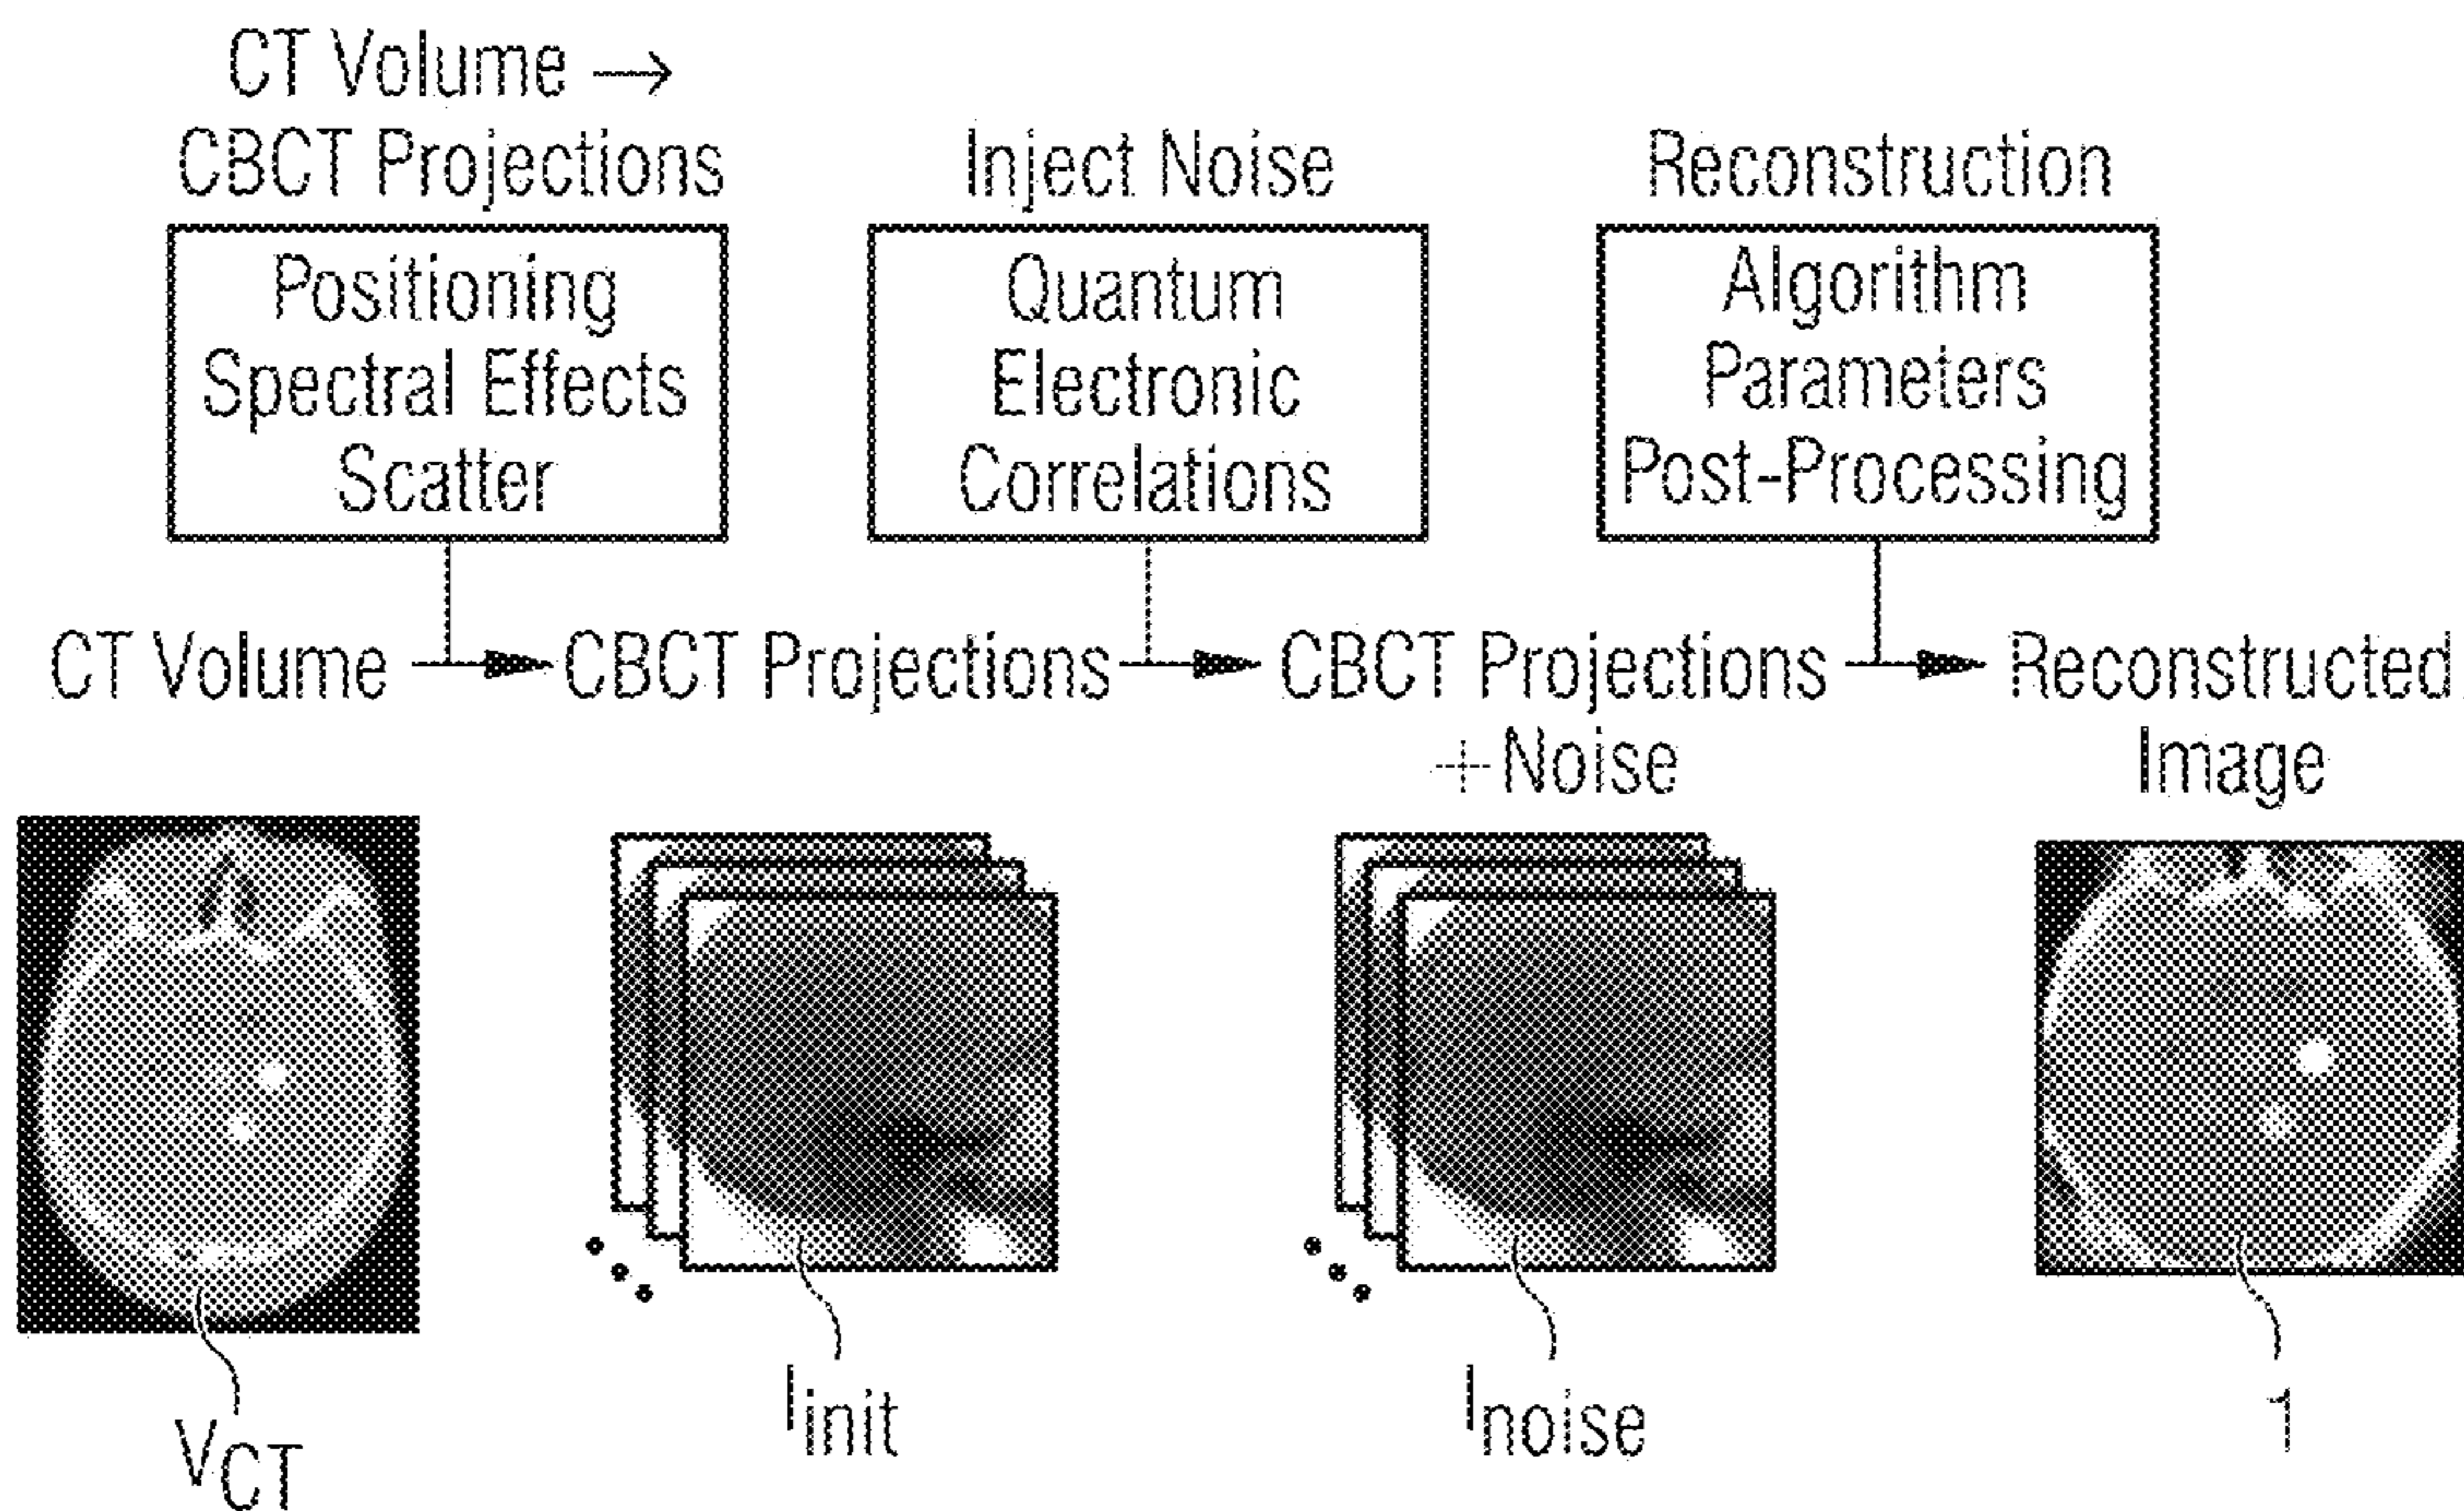 CT Volume →
CBCT Projections
Positioning
Spectral Effects
Scatter
Inject Noise
Quantum
Electronic
Correlations
Reconstruction
Algorithm
Parameters
Post-Processing
CT Volume
CBCT Projections
CBCT Projections
+ Noise
Reconstructed
Image
VCT
Iinit
Inoise
1